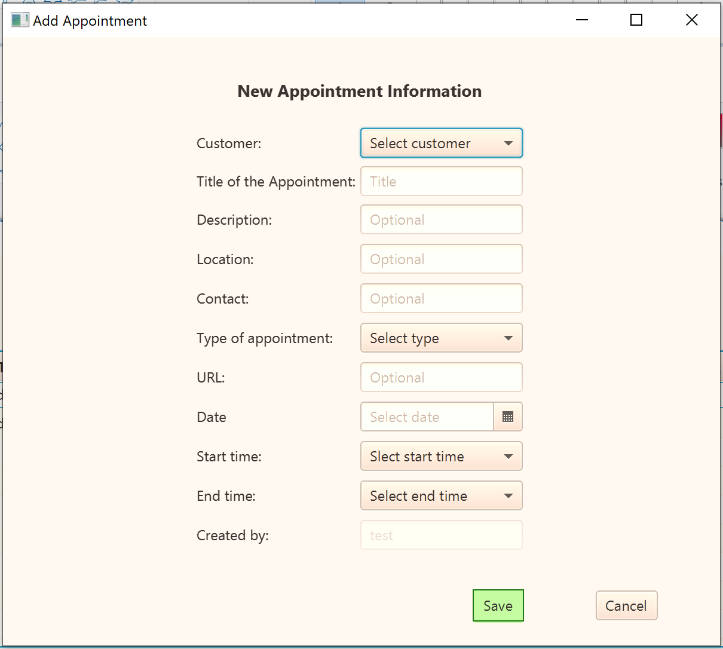 Add Appointment
New Appointment Information
Customer: Select customer
Title of the Appointment: Title
Description: Optional
Location: Optional
Contact: Optional
Type of appointment: Select type
URL: Optional
Date Select date
Start time: Slect start time
End time: Select end time
Created by: test
Save Cancel